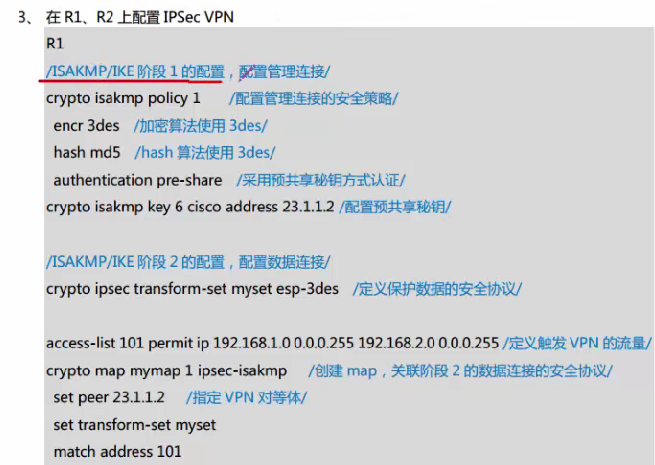 3、 在 R1、R2 上配置 IPSec VPN
R1
/ISAKMP/IKE 阶段 1 的配置，配置管理连接/
crypto isakmp policy 1 /配置管理连接的安全策略/
encr 3des /加密算法使用 3des/
hash md5 /hash 算法使用 3des/
authentication pre-share /采用预共享秘钥方式认证/
crypto isakmp key 6 cisco address 23.1.1.2 /配置预共享秘钥/
/ISAKMP/IKE 阶段 2 的配置，配置数据连接/
crypto ipsec transform-set myset esp-3des /定义保护数据的安全协议/
access-list 101 permit ip 192.168.1.0 0.0.0.255 192.168.2.0 0.0.0.255 /定义触发 VPN 的流量/
crypto map mymap 1 ipsec-isakmp /创建 map，关联阶段 2 的数据连接的安全协议/
set peer 23.1.1.2 /指定 VPN 对等体/
set transform-set myset
match address 101